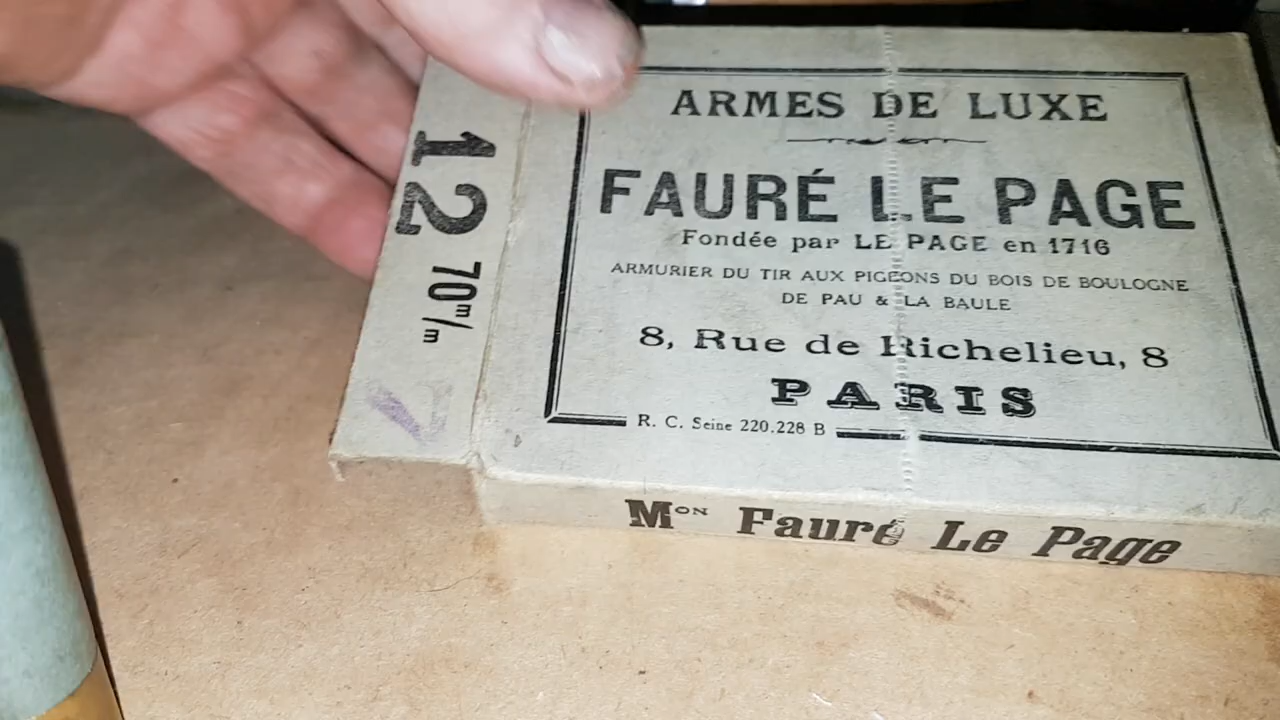 ARMES DE LUXE
FAURÉ LE PAGE
Fondée par LE PAGE en 1716
ARMURIER DU TIR AUX PIGEONS DU BOIS DE BOULOGNE
DE PAU & LA BAULE
8, Rue de Richelieu, 8
PARIS
R. C. Seine 220.228 B
Mᴼᴺ Fauré Le Page
12 70 m/m